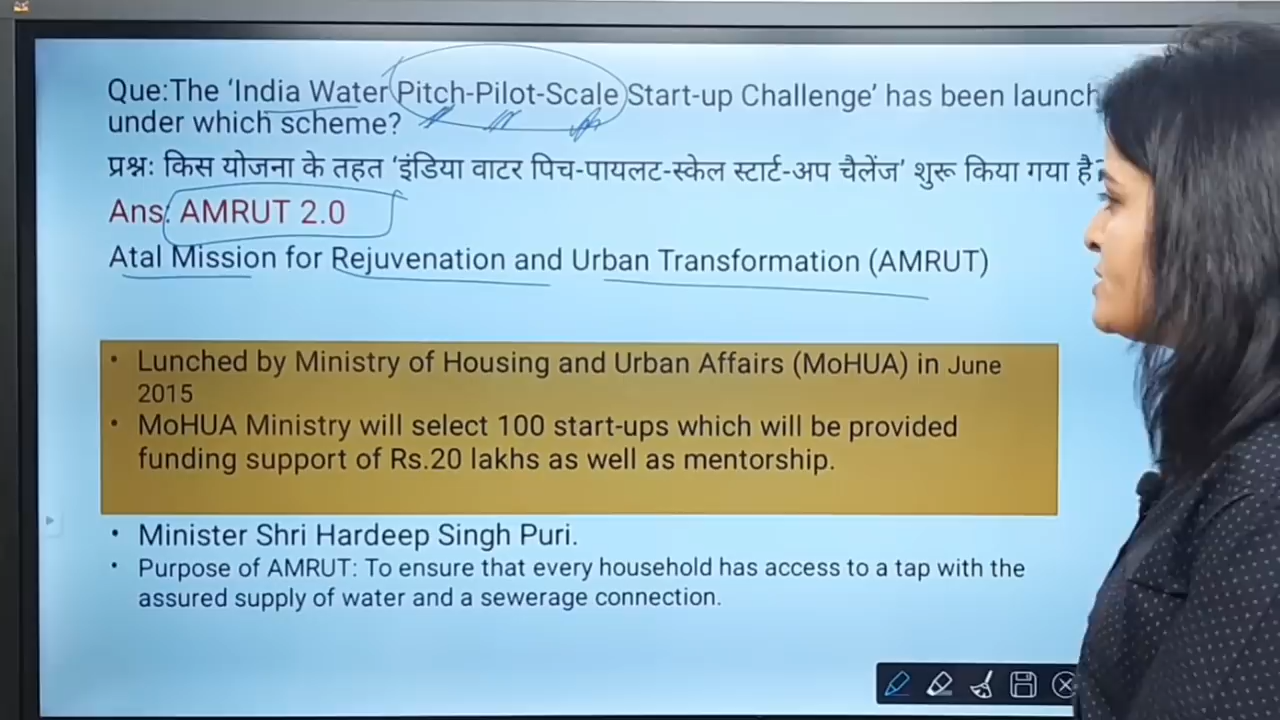 Que:The ‘India Water Pitch-Pilot-Scale Start-up Challenge’ has been
under which scheme?
प्रश्न: किस योजना के तहत ‘इंडिया वाटर पिच-पायलट-स्केल स्टार्ट-अप चैलेंज’ शुरू किया गया है
Ans: AMRUT 2.0
Atal Mission for Rejuvenation and Urban Transformation (AMRUT)
• Lunched by Ministry of Housing and Urban Affairs (MoHUA) in June
2015
• MoHUA Ministry will select 100 start-ups which will be provided
funding support of Rs.20 lakhs as well as mentorship.
• Minister Shri Hardeep Singh Puri.
• Purpose of AMRUT: To ensure that every household has access to a tap with the
assured supply of water and a sewerage connection.